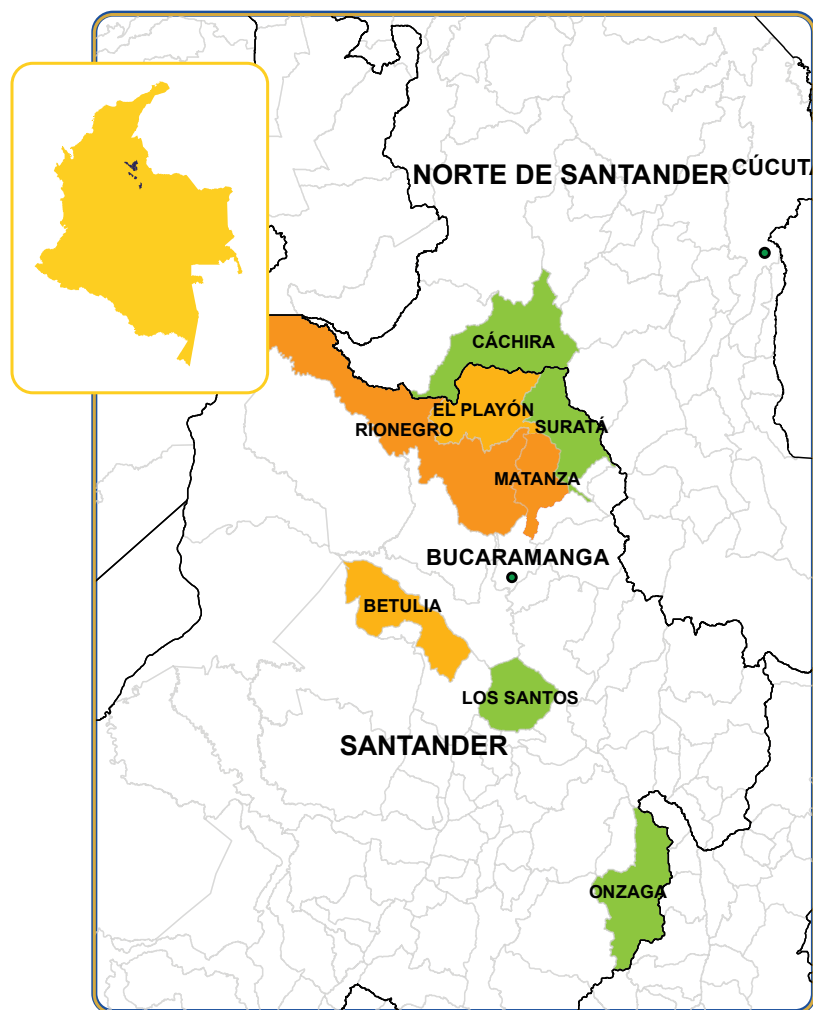 NORTE DE SANTANDER
CÚCUTA
CÁCHIRA
EL PLAYÓN
RIONEGRO
SURATÁ
MATANZA
BUCARAMANGA
BETULIA
LOS SANTOS
SANTANDER
ONZAGA